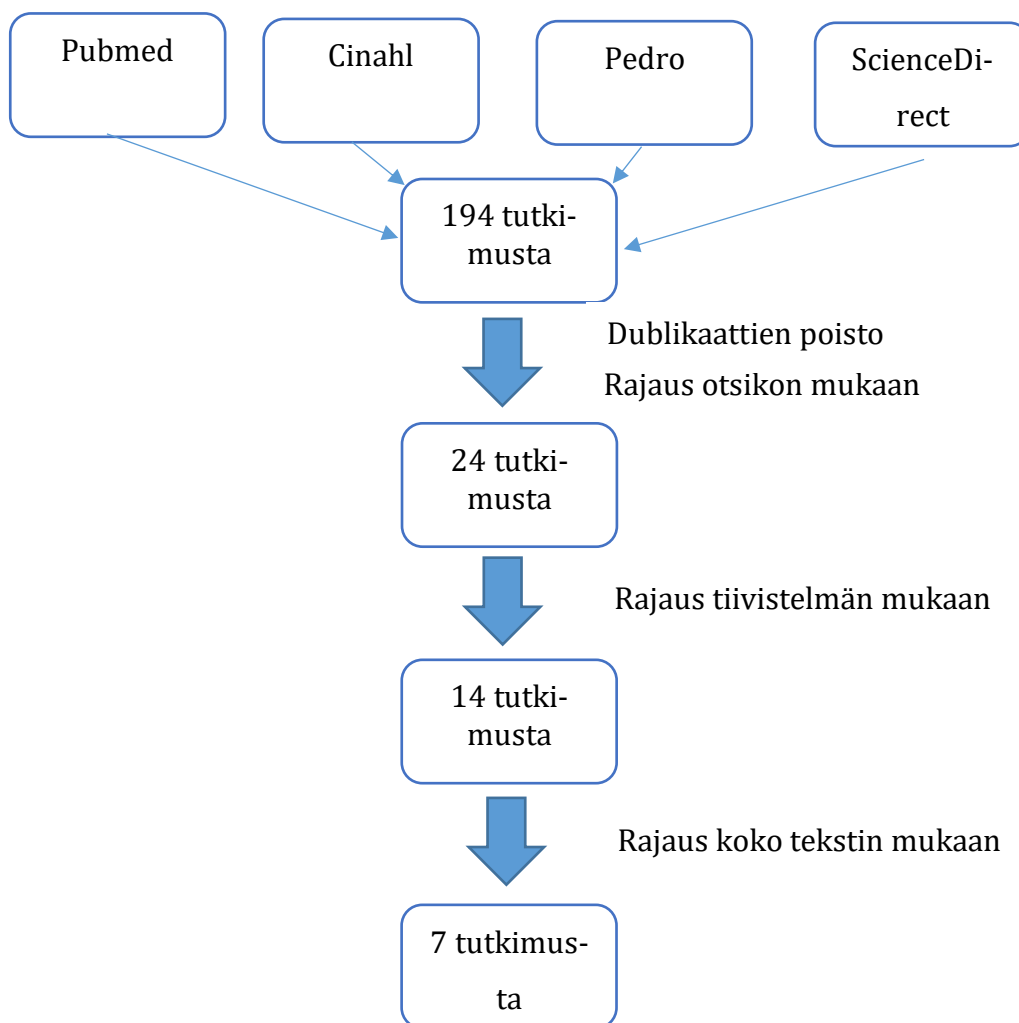 Pubmed
Cinahl
Pedro
ScienceDi-
rect
194 tutki-
musta
Dublikaattien poisto
Rajaus otsikon mukaan
24 tutki-
musta
Rajaus tiivistelmän mukaan
14 tutki-
musta
Rajaus koko tekstin mukaan
7 tutkimus-
ta